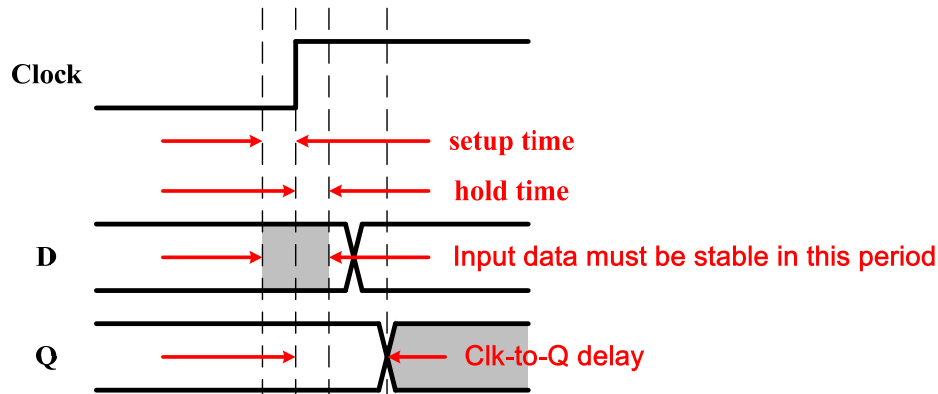 Clock
setup time
hold time
D
Input data must be stable in this period
Q
Clk-to-Q delay